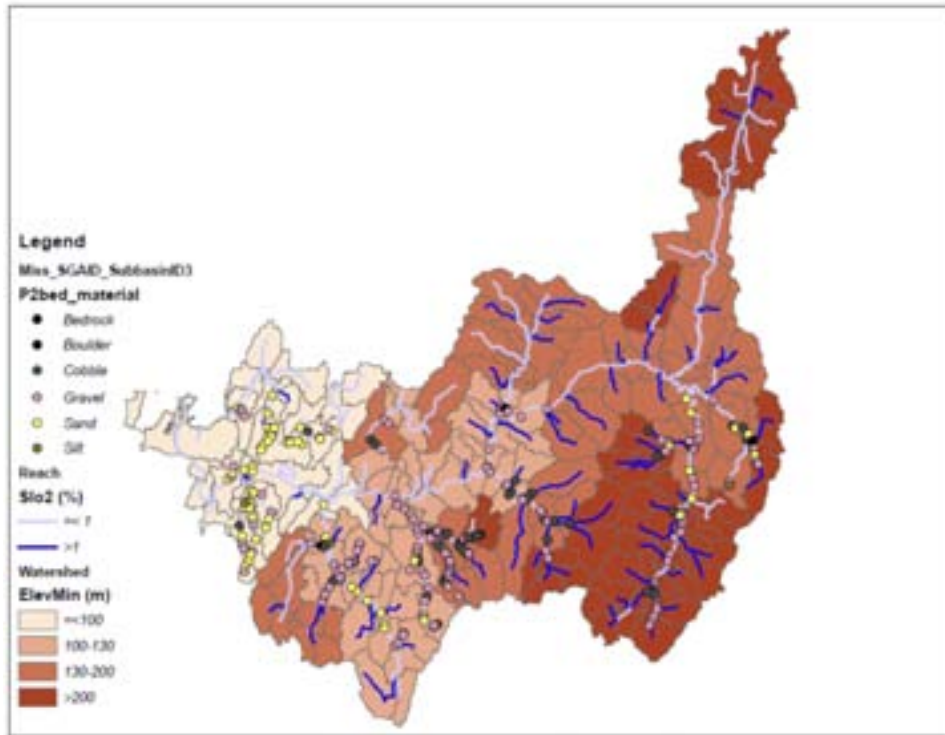 Legend
Miss_SGAID_SubbasinID3
P2bed_material
Bedrock
Boulder
Cobble
Gravel
Sand
Silt
Reach
Slo2 (%)
=< 1
>1
Watershed
ElevMin (m)
=<100
100-130
130-200
>200